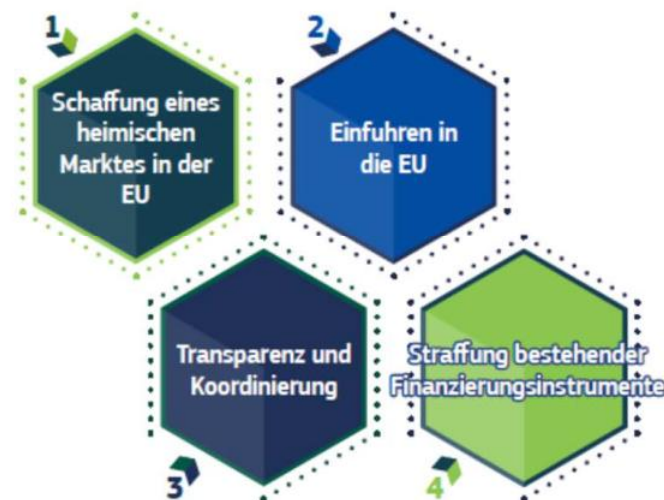 1
Schaffung eines
heimischen
Marktes in der
EU
2
Einfuhren in
die EU
3
Transparenz und
Koordinierung
4
Straffung bestehender
Finanzierungsinstrumente